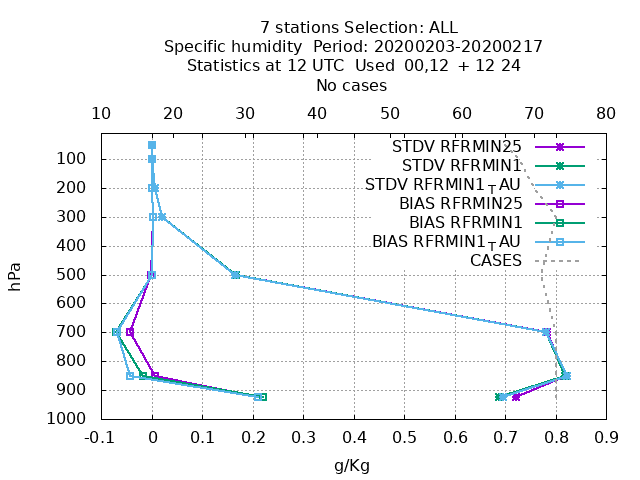 7 stations Selection: ALL
Specific humidity  Period: 20200203-20200217
Statistics at 12 UTC  Used  00,12  + 12 24
No cases
10 20 30 40 50 60 70 80
STDV RFRMIN25
STDV RFRMIN1
STDV RFRMIN1TAU
BIAS RFRMIN25
BIAS RFRMIN1
BIAS RFRMIN1TAU
CASES
hPa
100
200
300
400
500
600
700
800
900
1000
-0.1 0 0.1 0.2 0.3 0.4 0.5 0.6 0.7 0.8 0.9
g/Kg